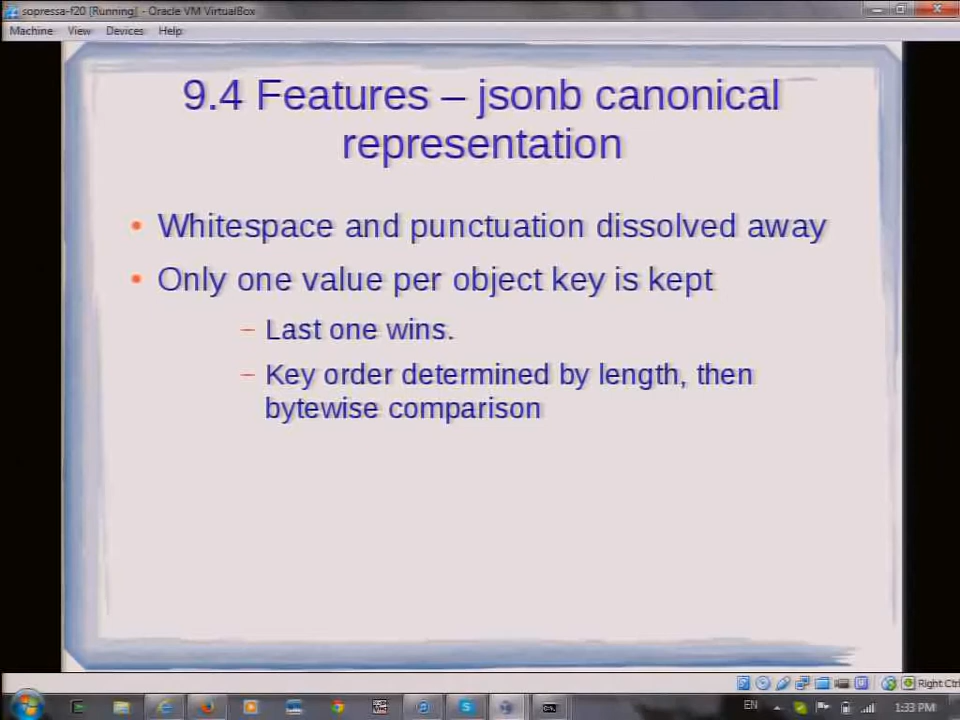 sopressa-f20 [Running] - Oracle VM VirtualBox
Machine View Devices Help
9.4 Features – jsonb canonical
representation
• Whitespace and punctuation dissolved away
• Only one value per object key is kept
– Last one wins.
– Key order determined by length, then
bytewise comparison
Right Ctrl
EN
1:33 PM